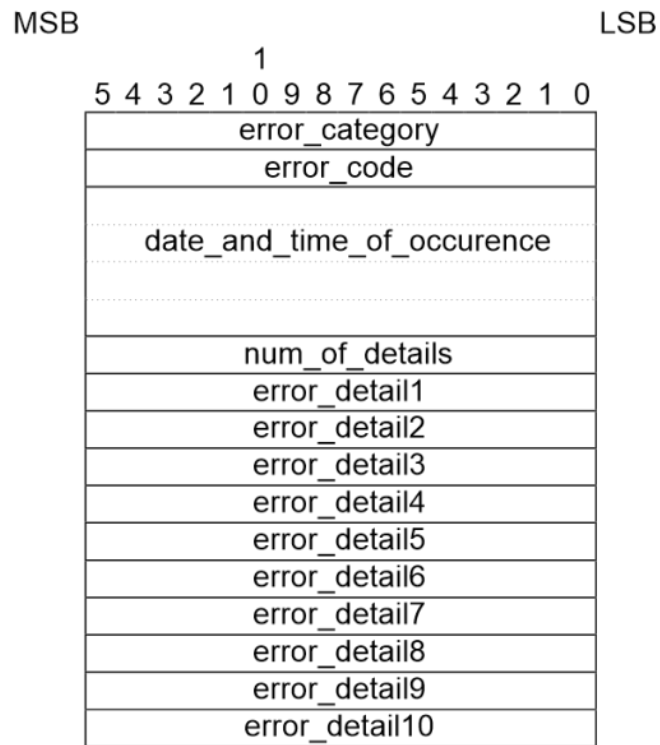 MSB LSB
1
5 4 3 2 1 0 9 8 7 6 5 4 3 2 1 0
error_category
error_code
date_and_time_of_occurence
num_of_details
error_detail1
error_detail2
error_detail3
error_detail4
error_detail5
error_detail6
error_detail7
error_detail8
error_detail9
error_detail10